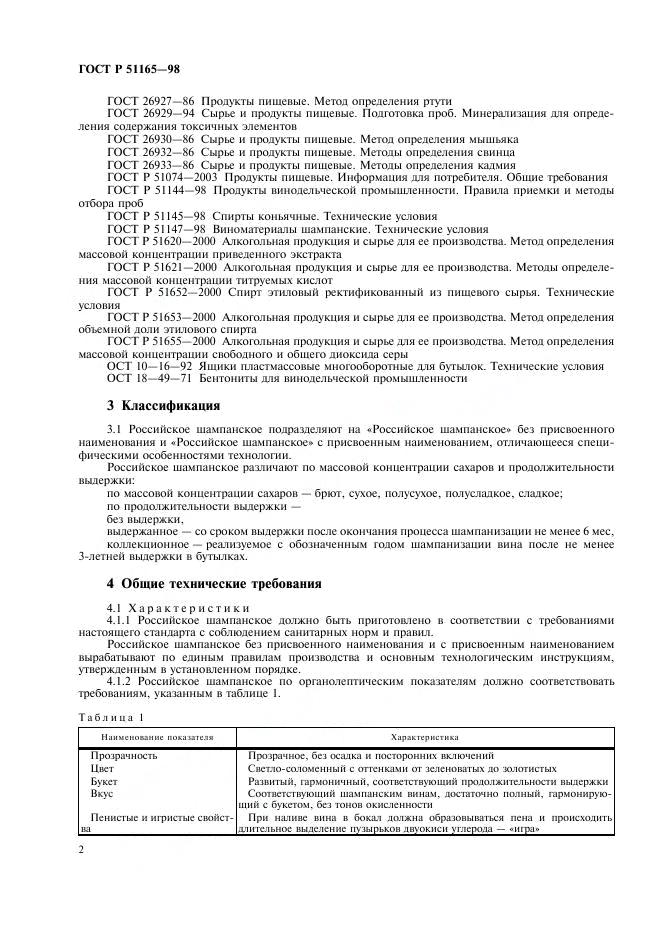 ГОСТ Р 51165—98
ГОСТ 26927—86 Продукты пищевые. Метод определения ртути
ГОСТ 26929—94 Сырье и продукты пищевые. Подготовка проб. Минерализация для опреде-
ления содержания токсичных элементов
ГОСТ 26930—86 Сырье и продукты пищевые. Метод определения мышьяка
ГОСТ 26932—86 Сырье и продукты пищевые. Методы определения свинца
ГОСТ 26933—86 Сырье и продукты пищевые. Методы определения кадмия
ГОСТ Р 51074—2003 Продукты пищевые. Информация для потребителя. Общие требования
ГОСТ Р 51144—98 Продукты винодельческой промышленности. Правила приемки и методы
отбора проб
ГОСТ Р 51145—98 Спирты коньячные. Технические условия
ГОСТ Р 51147—98 Виноматериалы шампанские. Технические условия
ГОСТ Р 51620—2000 Алкогольная продукция и сырье для ее производства. Метод определения
массовой концентрации приведенного экстракта
ГОСТ Р 51621—2000 Алкогольная продукция и сырье для ее производства. Методы определе-
ния массовой концентрации титруемых кислот
ГОСТ Р 51652—2000 Спирт этиловый ректификованный из пищевого сырья. Технические
условия
ГОСТ Р 51653—2000 Алкогольная продукция и сырье для ее производства. Метод определения
объемной доли этилового спирта
ГОСТ Р 51655—2000 Алкогольная продукция и сырье для ее производства. Метод определения
массовой концентрации свободного и общего диоксида серы
ОСТ 10—16—92 Ящики пластмассовые многооборотные для бутылок. Технические условия
ОСТ 18—49—71 Бентониты для винодельческой промышленности
3 Классификация
3.1 Российское шампанское подразделяют на «Российское шампанское» без присвоенного
наименования и «Российское шампанское» с присвоенным наименованием, отличающееся специ-
фическими особенностями технологии.
Российское шампанское различают по массовой концентрации сахаров и продолжительности
выдержки:
по массовой концентрации сахаров — брют, сухое, полусухое, полусладкое, сладкое;
по продолжительности выдержки —
без выдержки,
выдержанное — со сроком выдержки после окончания процесса шампанизации не менее 6 мес,
коллекционное — реализуемое с обозначенным годом шампанизации вина после не менее
3-летней выдержки в бутылках.
4 Общие технические требования
4.1 Характеристики
4.1.1 Российское шампанское должно быть приготовлено в соответствии с требованиями
настоящего стандарта с соблюдением санитарных норм и правил.
Российское шампанское без присвоенного наименования и с присвоенным наименованием
вырабатывают по единым правилам производства и основным технологическим инструкциям,
утвержденным в установленном порядке.
4.1.2 Российское шампанское по органолептическим показателям должно соответствовать
требованиям, указанным в таблице 1.
Таблица 1
Наименование показателя Характеристика
Прозрачность Прозрачное, без осадка и посторонних включений
Цвет Светло-соломенный с оттенками от зеленоватых до золотистых
Букет Развитый, гармоничный, соответствующий продолжительности выдержки
Вкус Соответствующий шампанским винам, достаточно полный, гармонирую-
щий с букетом, без тонов окисленности
Пенистые и игристые свойст- При наливе вина в бокал должна образовываться пена и происходить
ва длительное выделение пузырьков двуокиси углерода — «игра»
2